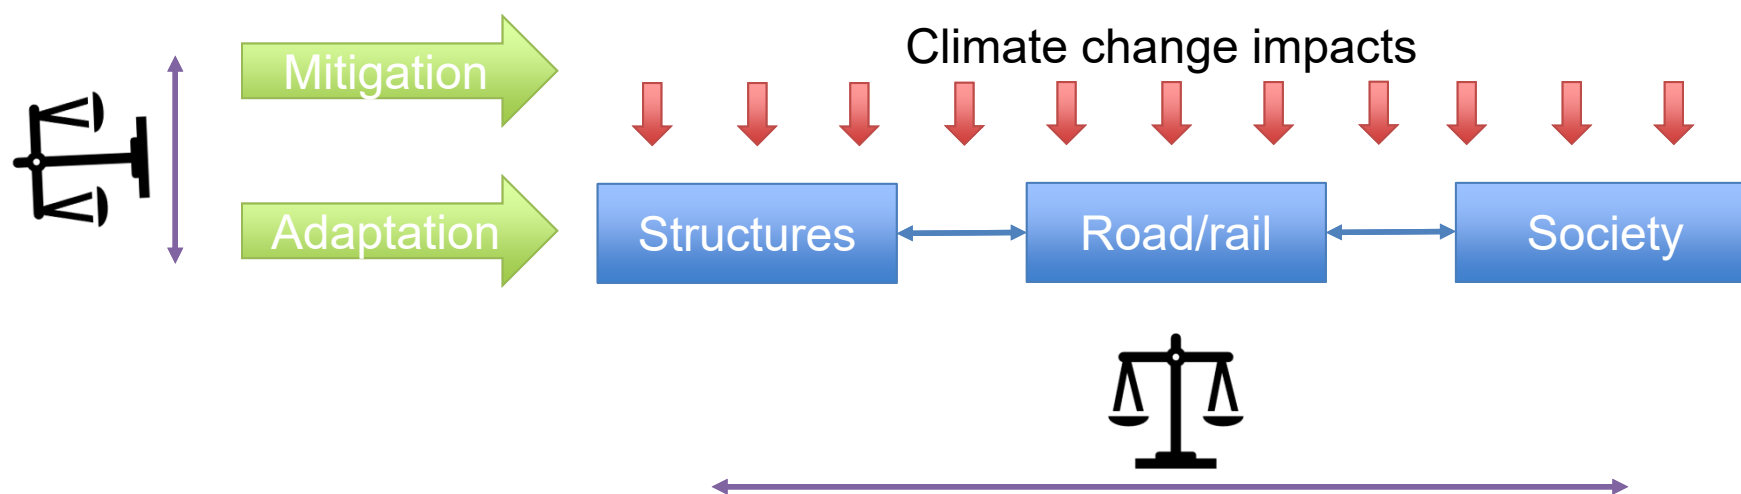 Climate change impacts
Mitigation
Adaptation
Structures
Road/rail
Society